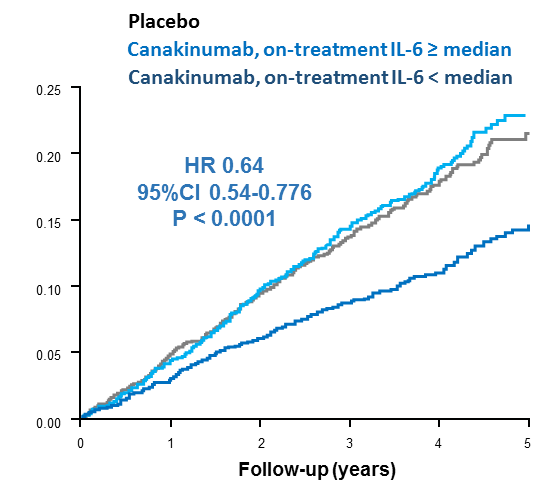 Placebo
Canakinumab, on-treatment IL-6 ≥ median
Canakinumab, on-treatment IL-6 < median
0.25
0.20
0.15
0.10
0.05
0.00
HR 0.64
95%CI 0.54-0.776
P < 0.0001
0 1 2 3 4 5
Follow-up (years)